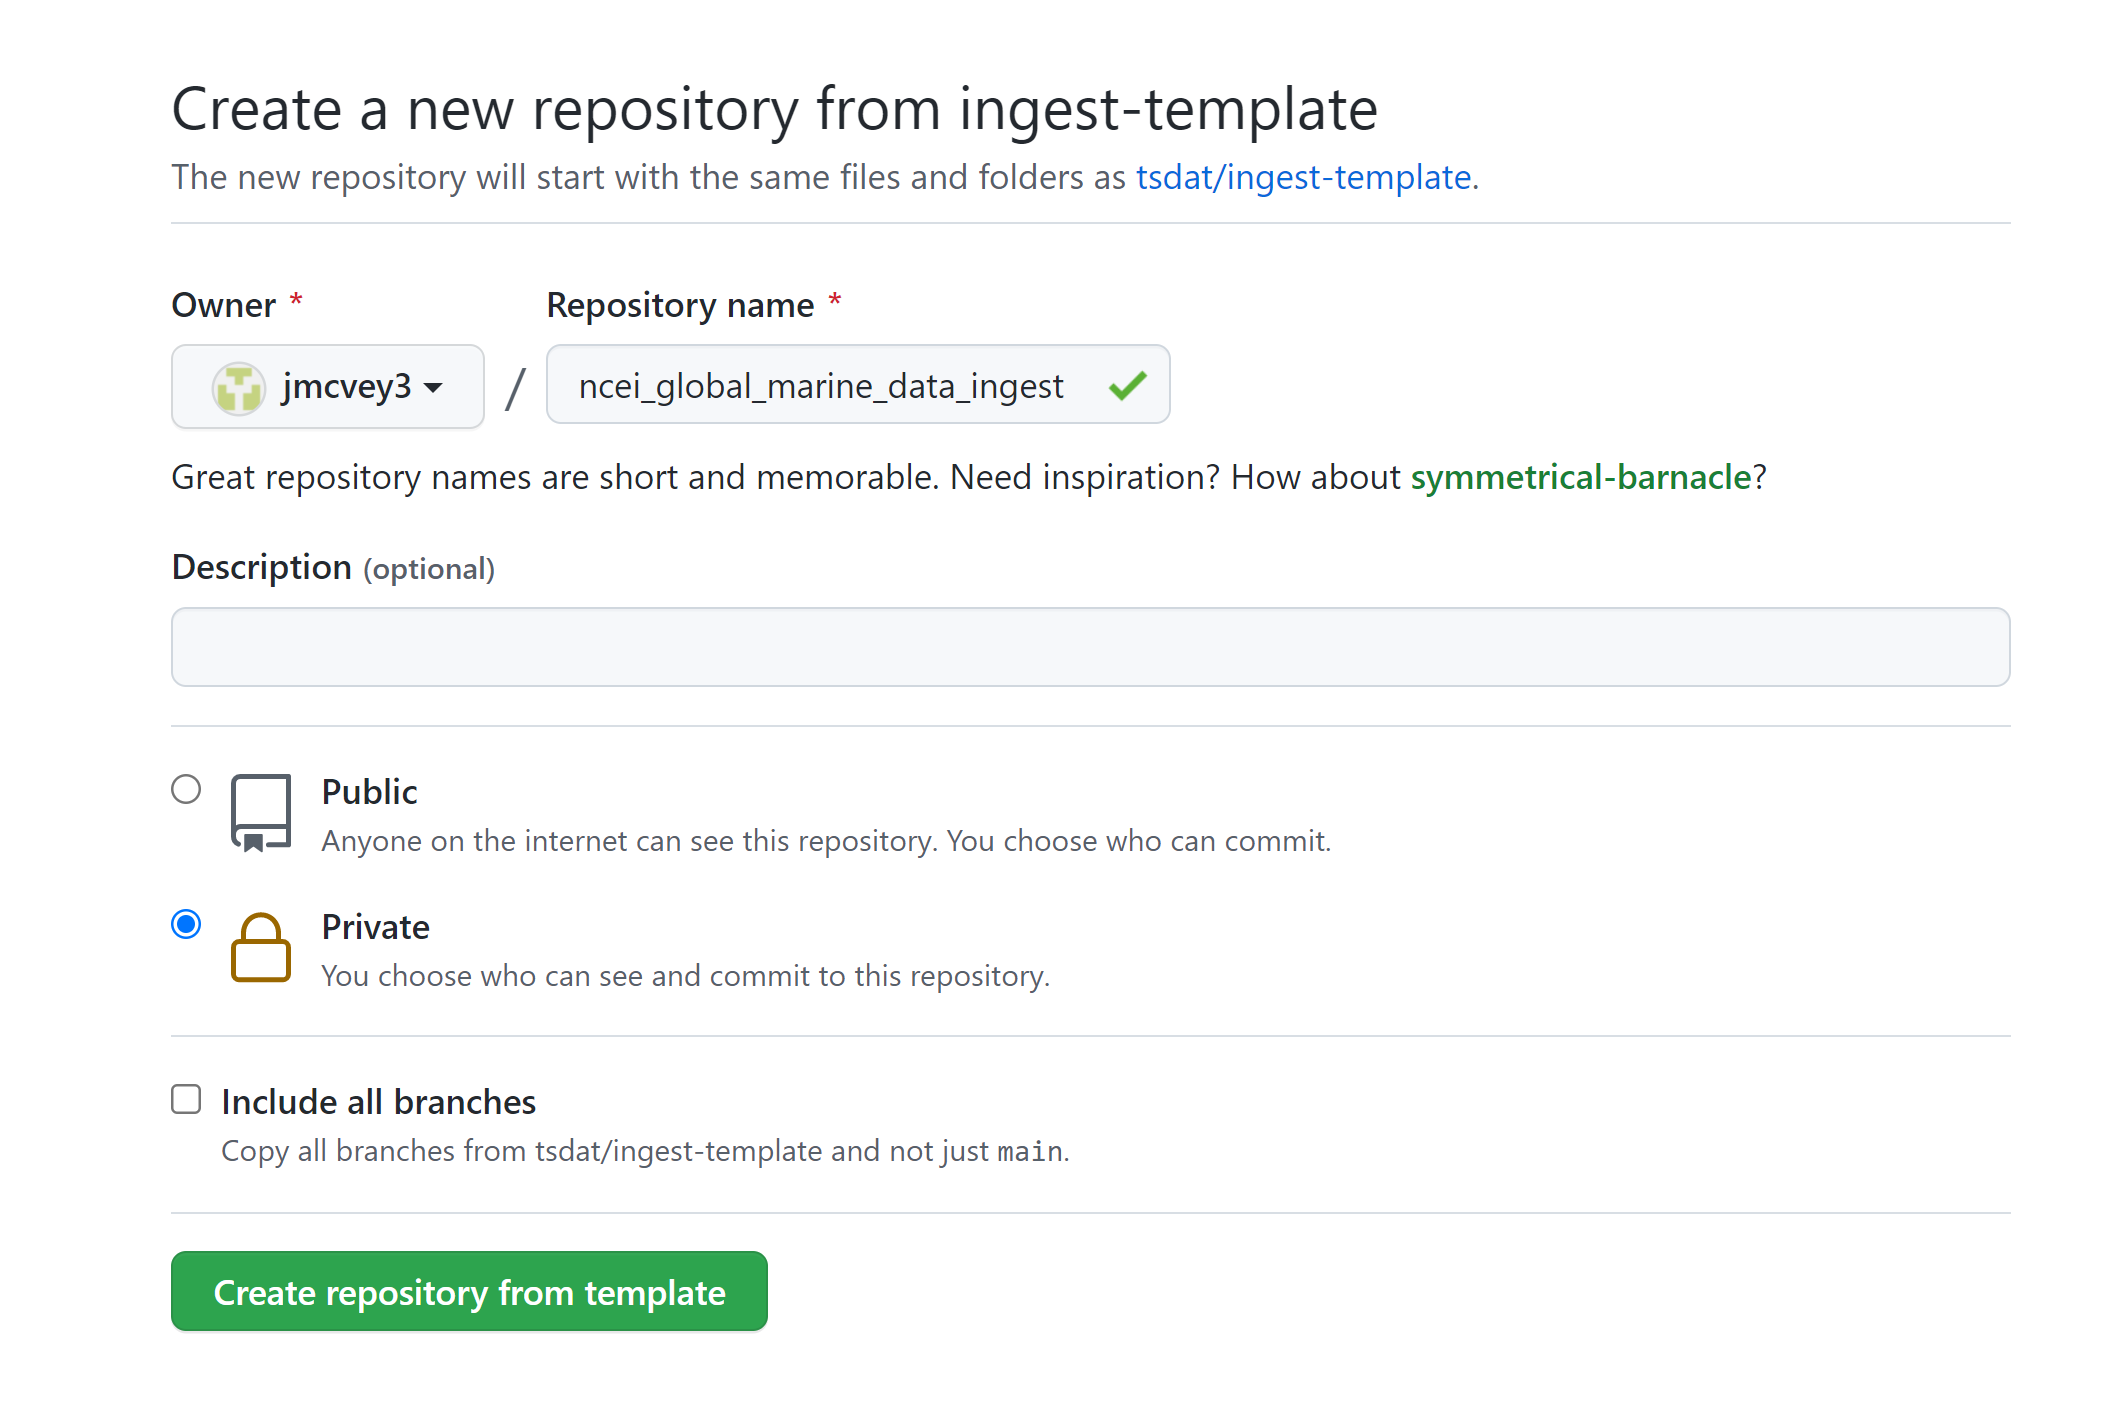 Create a new repository from ingest-template
The new repository will start with the same files and folders as tsdat/ingest-template.
Owner * Repository name *
jmcvey3 / ncei_global_marine_data_ingest
Great repository names are short and memorable. Need inspiration? How about symmetrical-barnacle?
Description (optional)
Public
Anyone on the internet can see this repository. You choose who can commit.
Private
You choose who can see and commit to this repository.
Include all branches
Copy all branches from tsdat/ingest-template and not just main.
Create repository from template